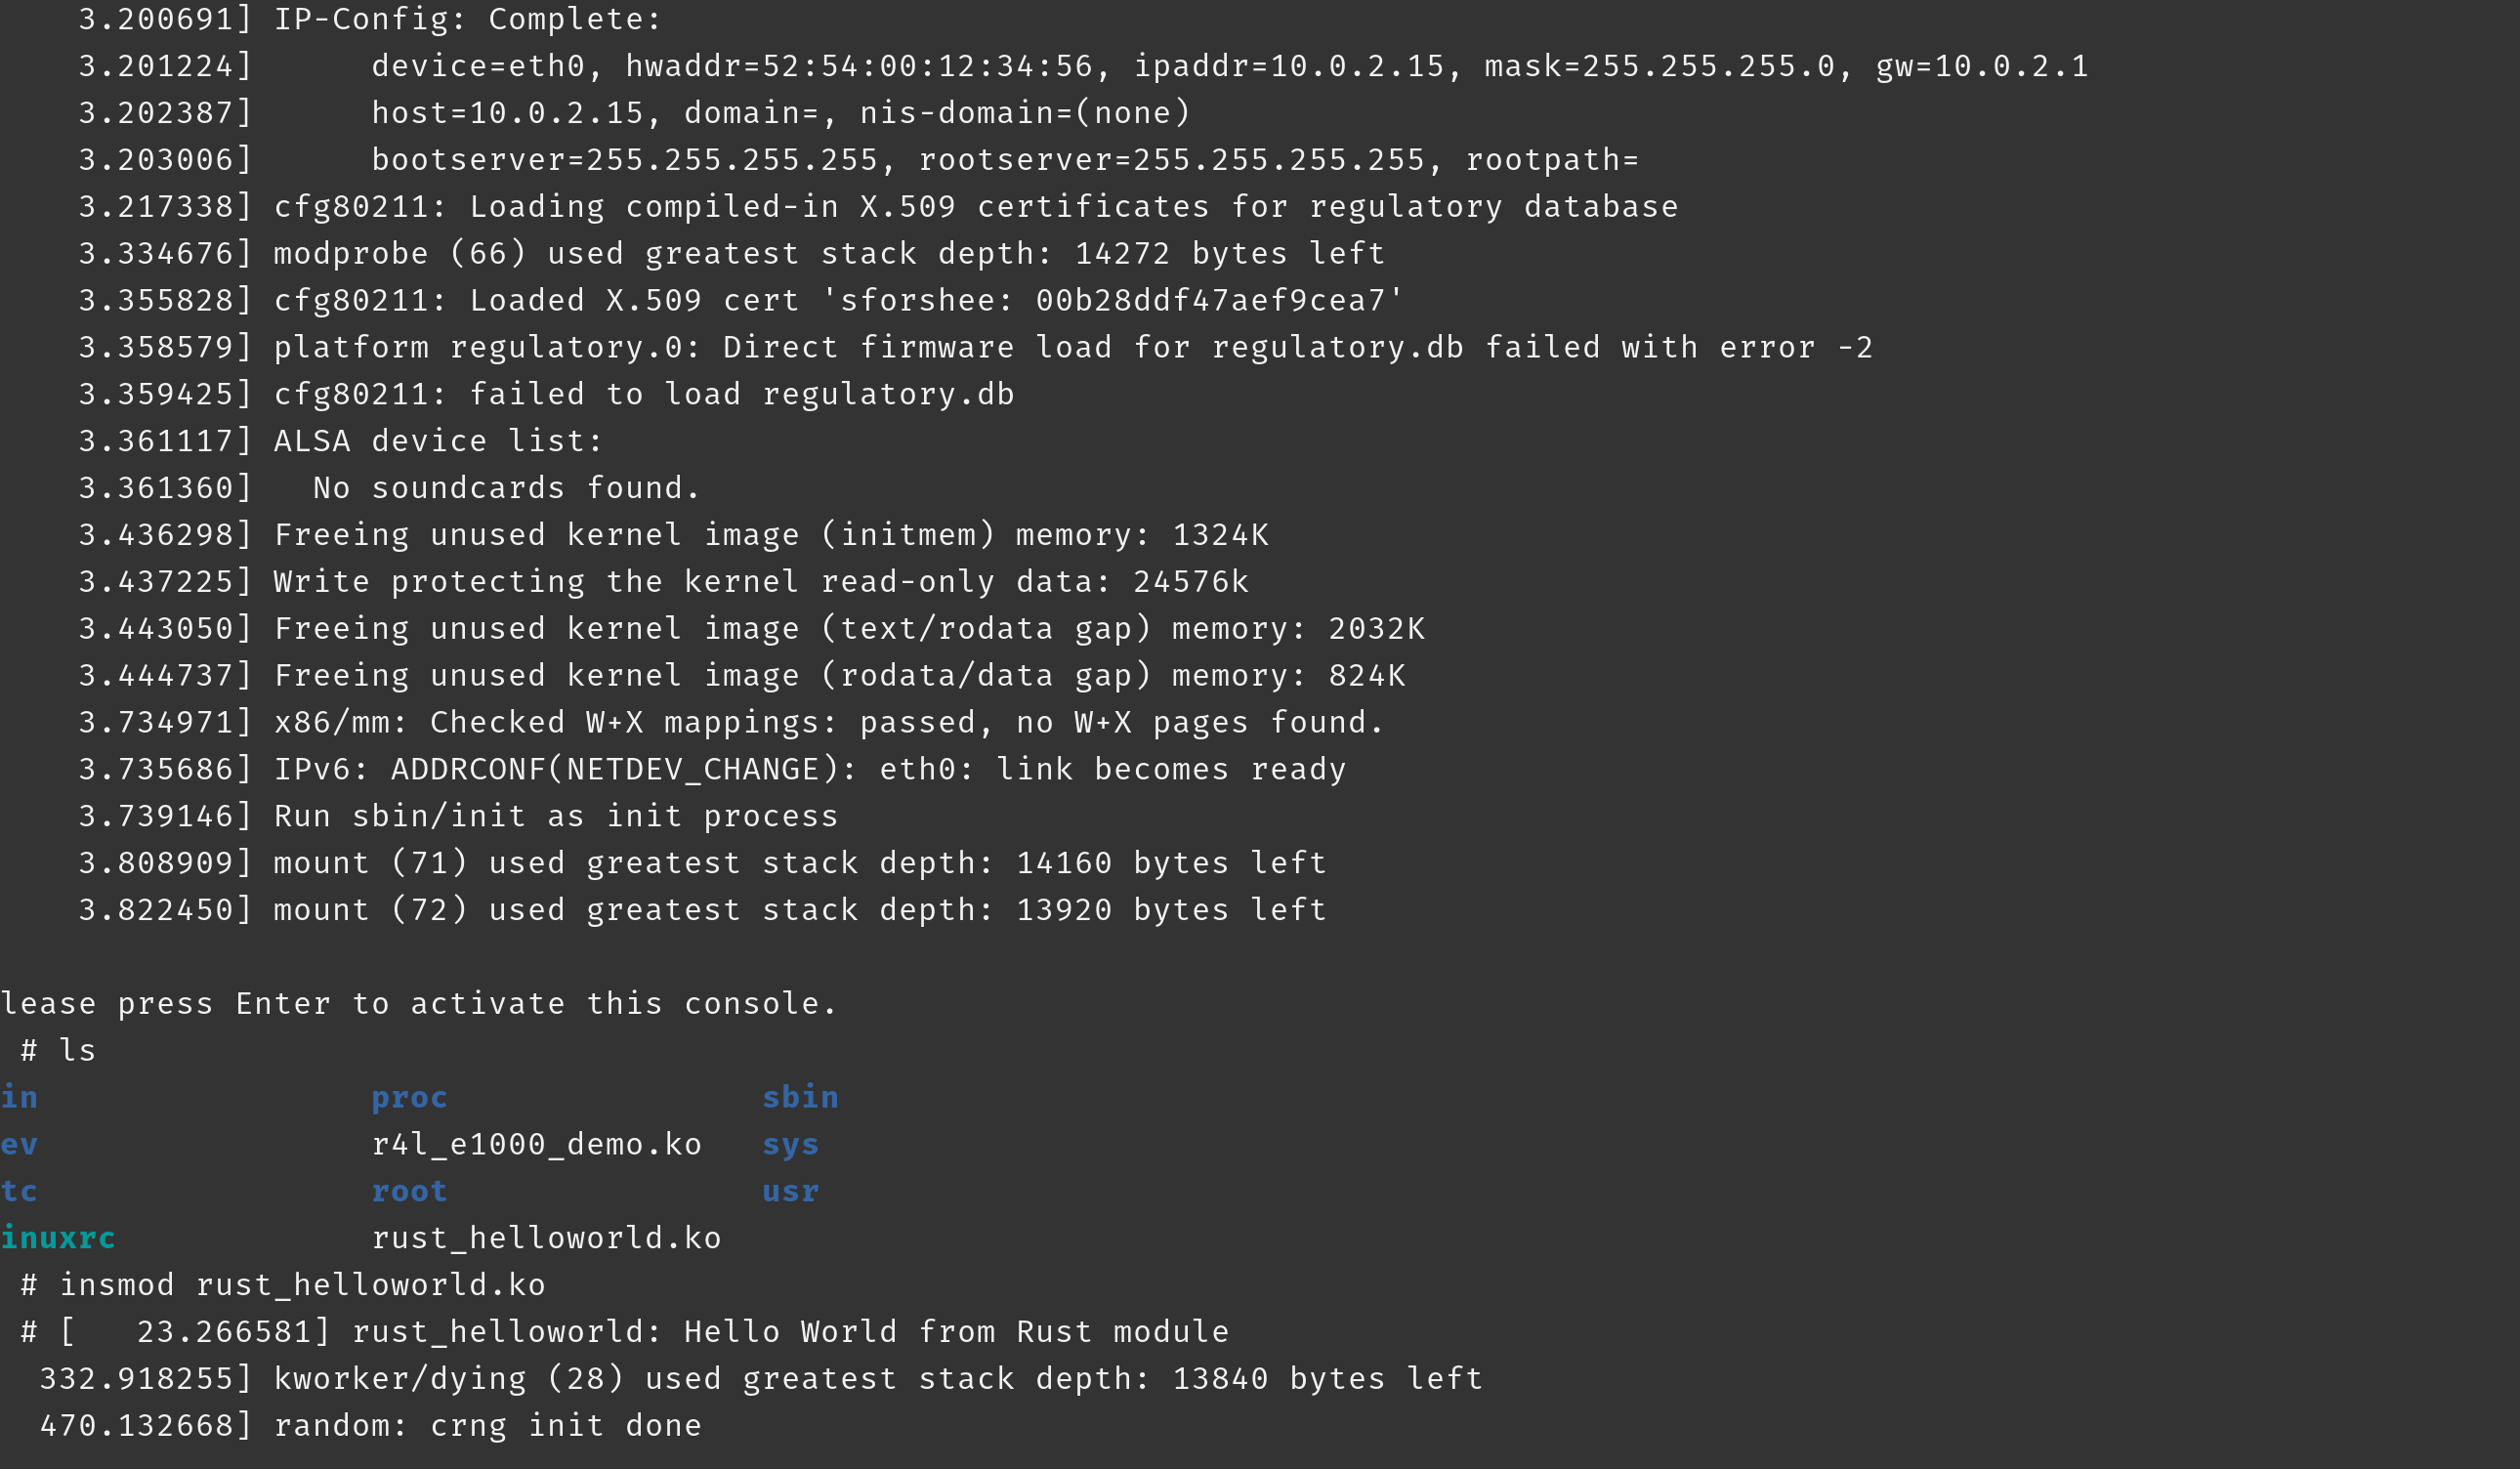 3.200691] IP-Config: Complete:
3.201224]      device=eth0, hwaddr=52:54:00:12:34:56, ipaddr=10.0.2.15, mask=255.255.255.0, gw=10.0.2.1
3.202387]      host=10.0.2.15, domain=, nis-domain=(none)
3.203006]      bootserver=255.255.255.255, rootserver=255.255.255.255, rootpath=
3.217338] cfg80211: Loading compiled-in X.509 certificates for regulatory database
3.334676] modprobe (66) used greatest stack depth: 14272 bytes left
3.355828] cfg80211: Loaded X.509 cert 'sforshee: 00b28ddf47aef9cea7'
3.358579] platform regulatory.0: Direct firmware load for regulatory.db failed with error -2
3.359425] cfg80211: failed to load regulatory.db
3.361117] ALSA device list:
3.361360]   No soundcards found.
3.436298] Freeing unused kernel image (initmem) memory: 1324K
3.437225] Write protecting the kernel read-only data: 24576k
3.443050] Freeing unused kernel image (text/rodata gap) memory: 2032K
3.444737] Freeing unused kernel image (rodata/data gap) memory: 824K
3.734971] x86/mm: Checked W+X mappings: passed, no W+X pages found.
3.735686] IPv6: ADDRCONF(NETDEV_CHANGE): eth0: link becomes ready
3.739146] Run sbin/init as init process
3.808909] mount (71) used greatest stack depth: 14160 bytes left
3.822450] mount (72) used greatest stack depth: 13920 bytes left
lease press Enter to activate this console.
# ls
in                 proc                sbin
ev                 r4l_e1000_demo.ko   sys
tc                 root                usr
inuxrc             rust_helloworld.ko
# insmod rust_helloworld.ko
# [   23.266581] rust_helloworld: Hello World from Rust module
332.918255] kworker/dying (28) used greatest stack depth: 13840 bytes left
470.132668] random: crng init done